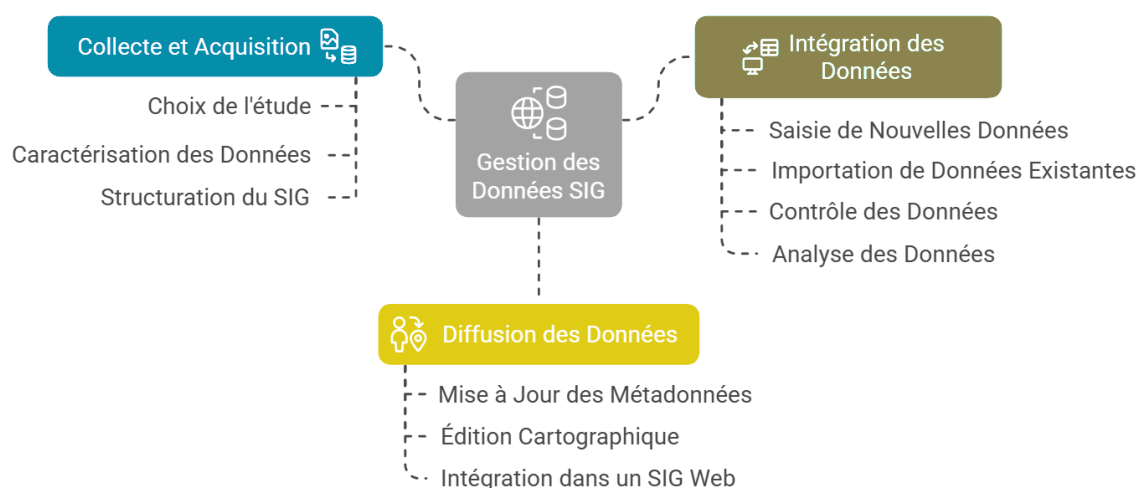 Collecte et Acquisition
Choix de l'étude
Caractérisation des Données
Structuration du SIG
Gestion des
Données SIG
Intégration des
Données
Saisie de Nouvelles Données
Importation de Données Existantes
Contrôle des Données
Analyse des Données
Diffusion des Données
Mise à Jour des Métadonnées
Édition Cartographique
Intégration dans un SIG Web